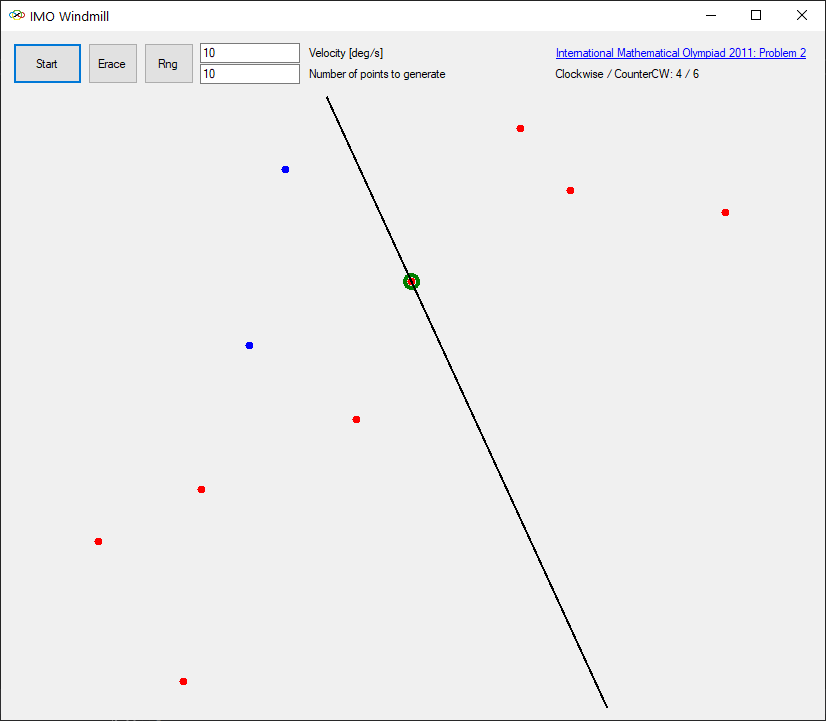 IMO Windmill
Start
Erace
Rng
10
Velocity [deg/s]
10
Number of points to generate
International Mathematical Olympiad 2011: Problem 2
Clockwise / CounterCW: 4 / 6